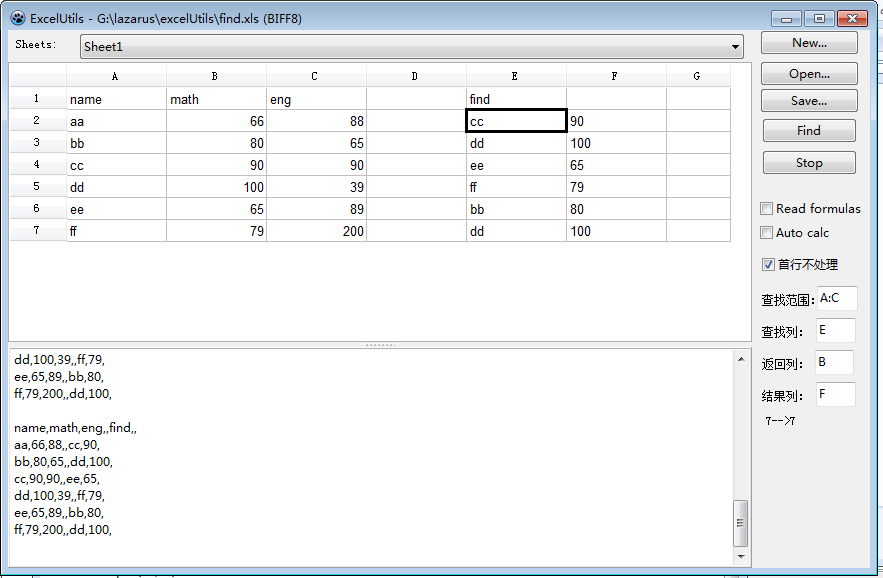 ExcelUtils - G:\lazarus\excelUtils\find.xls (BIFF8)
Sheets: Sheet1
New...
Open...
Save...
Find
Stop
A B C D E F G
1 name math eng find
2 aa 66 88 cc 90
3 bb 80 65 dd 100
4 cc 90 90 ee 65
5 dd 100 39 ff 79
6 ee 65 89 bb 80
7 ff 79 200 dd 100
Read formulas
Auto calc
首行不处理
查找范围: A:C
查找列: E
返回列: B
结果列: F
7-->7
dd,100,39,,ff,79,
ee,65,89,,bb,80,
ff,79,200,,dd,100,
name,math,eng,,find,,
aa,66,88,,cc,90,
bb,80,65,,dd,100,
cc,90,90,,ee,65,
dd,100,39,,ff,79,
ee,65,89,,bb,80,
ff,79,200,,dd,100,